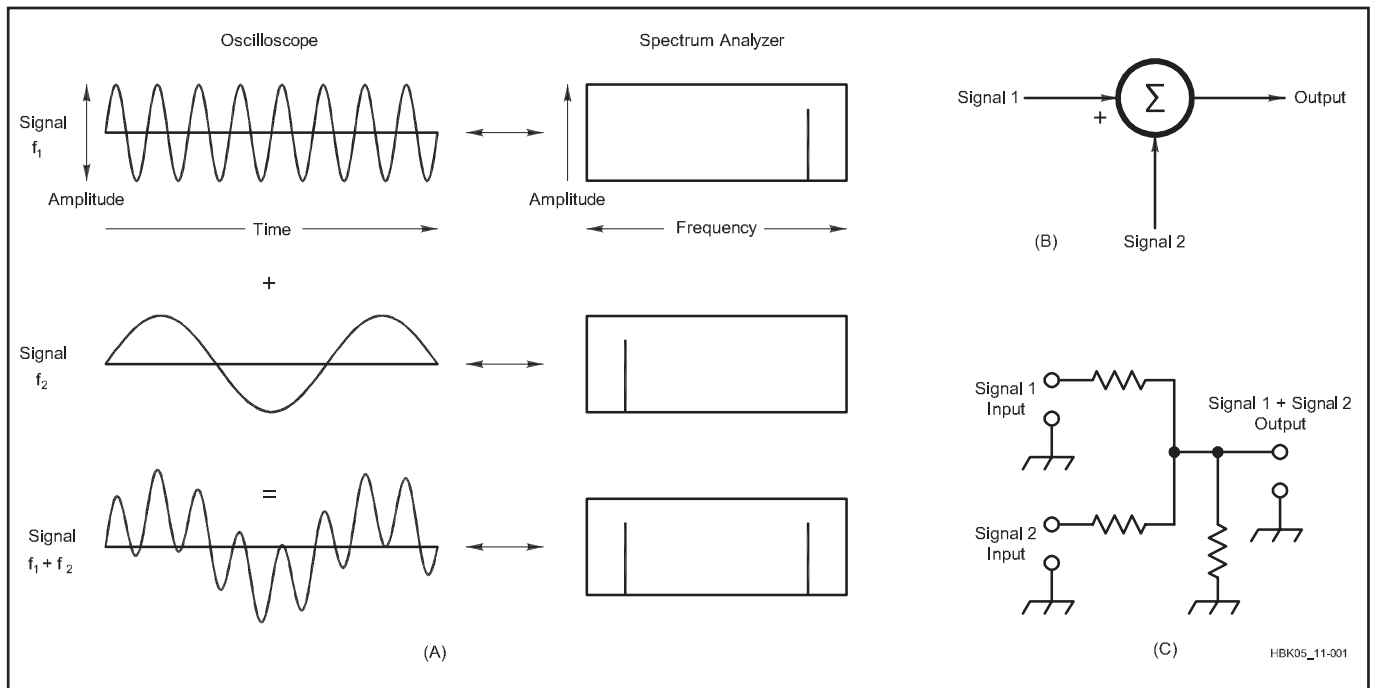 Oscilloscope
Spectrum Analyzer
Signal
f1
Amplitude
Time
Amplitude
Frequency
+
Signal
f2
=
Signal
f1 + f2
(A)
Signal 1
+
Σ
Output
Signal 2
(B)
Signal 1
Input
Signal 2
Input
Signal 1 + Signal 2
Output
(C)
HBK05_11-001